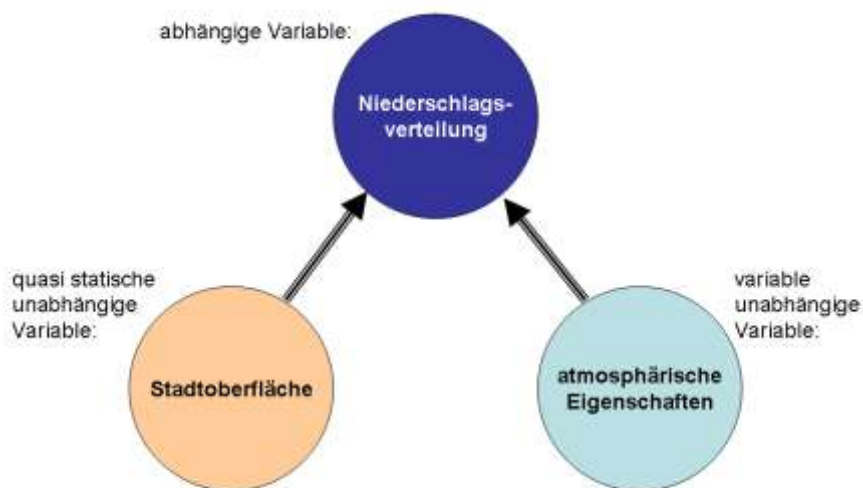 abhängige Variable:
Niederschlags-
verteilung
quasi statische
unabhängige
Variable:
Stadtoberfläche
variable
unabhängige
Variable:
atmosphärische
Eigenschaften